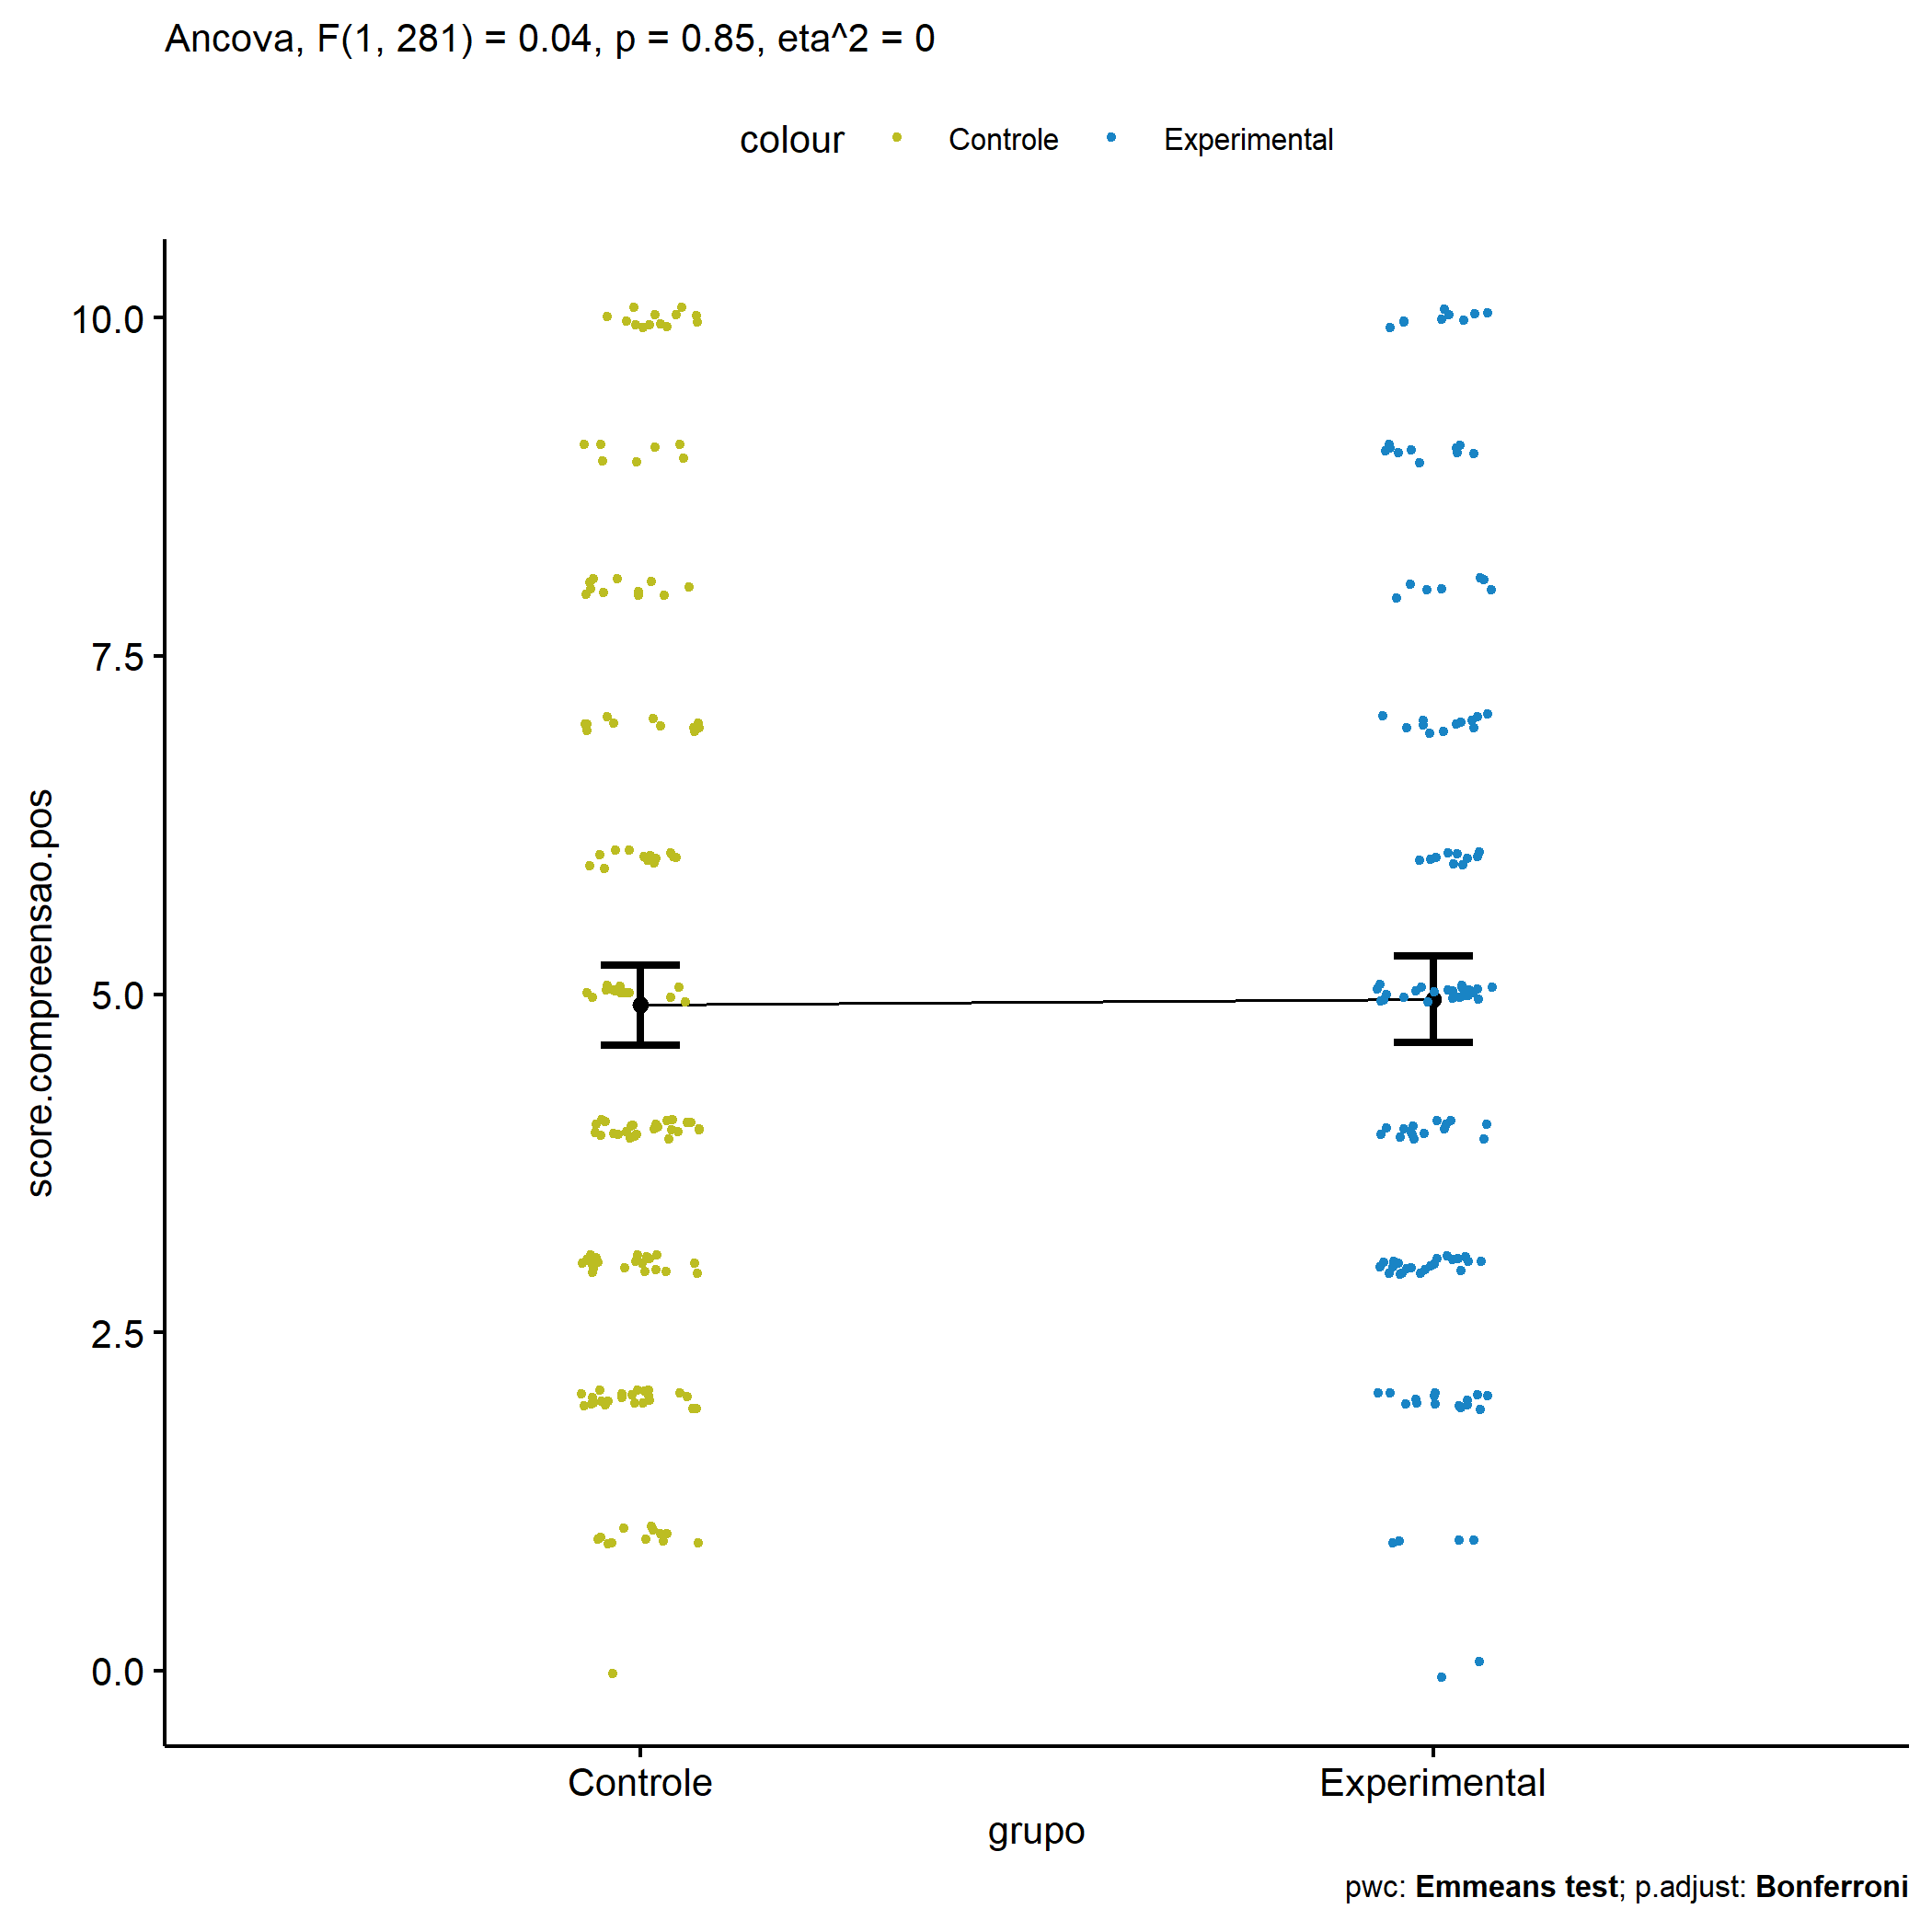 Ancova, F(1, 281) = 0.04, p = 0.85, eta^2 = 0
colour Controle Experimental
10.0
7.5
5.0
2.5
0.0
score.compreensao.pos
Controle Experimental
grupo
pwc: Emmeans test; p.adjust: Bonferroni